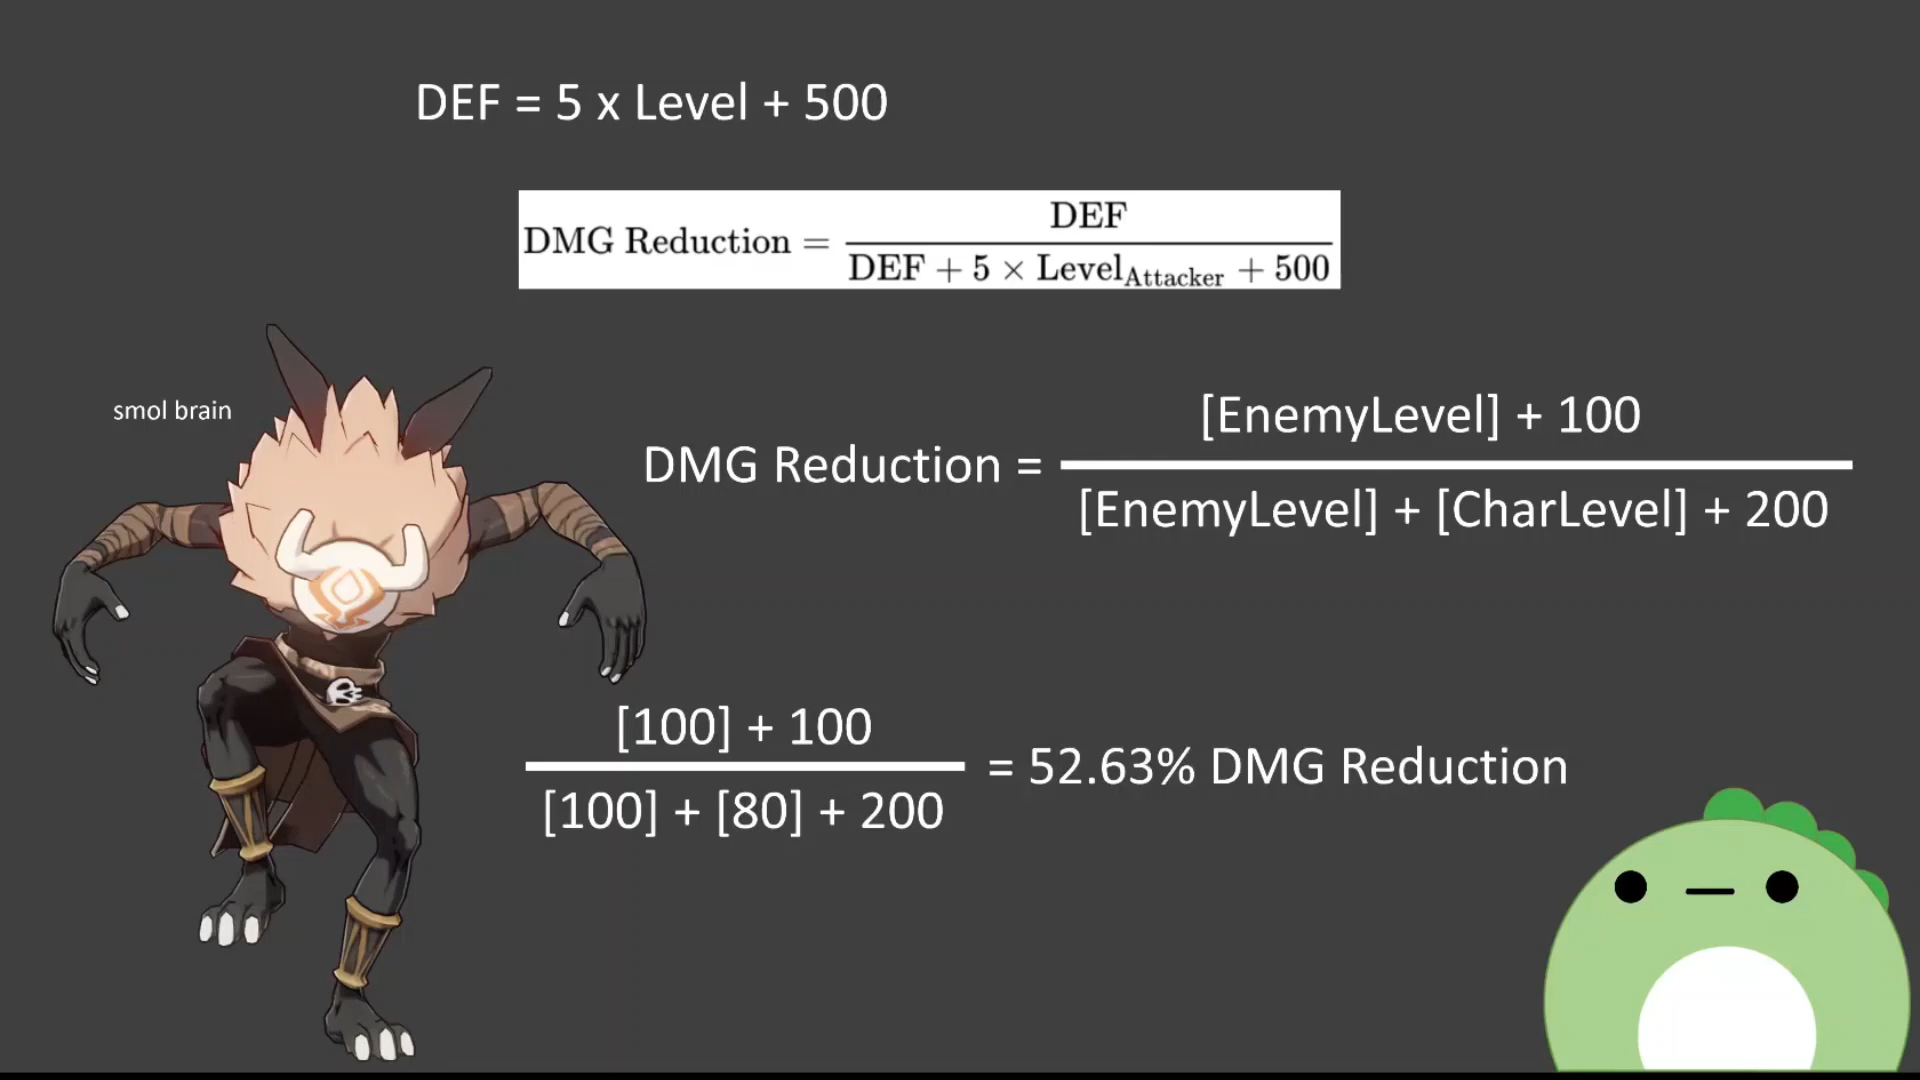 DEF = 5 x Level + 500
DMG Reduction = DEF / DEF + 5 × Level_Attacker + 500
smol brain
DMG Reduction = [EnemyLevel] + 100 / [EnemyLevel] + [CharLevel] + 200
[100] + 100 / [100] + [80] + 200 = 52.63% DMG Reduction